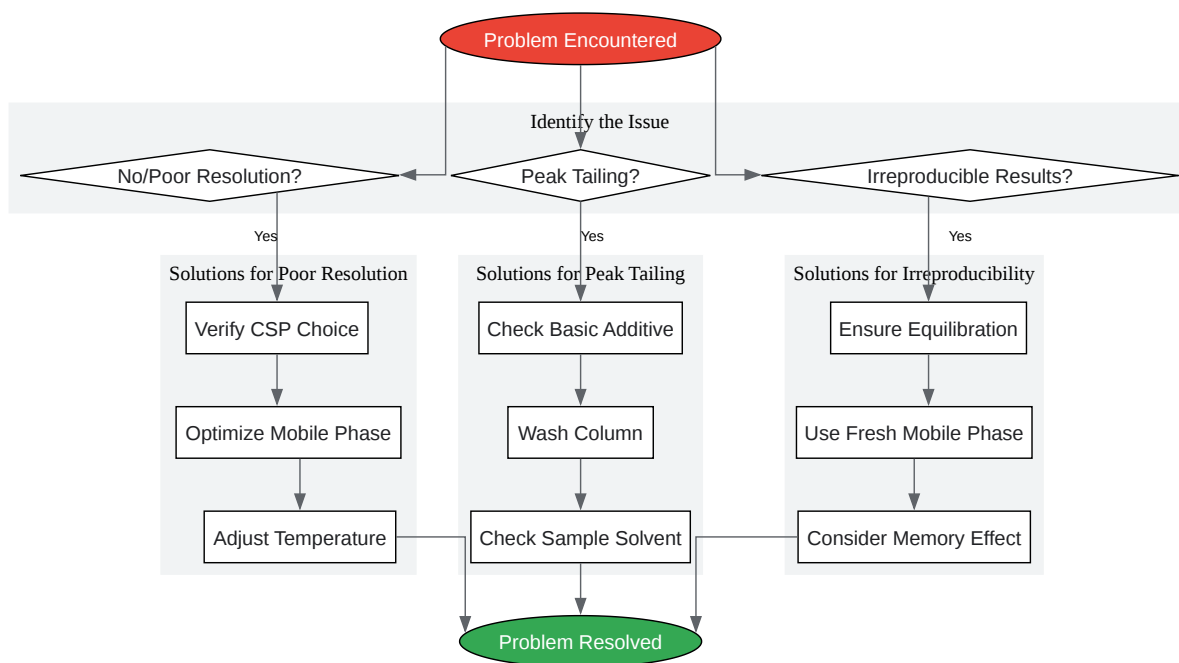 Problem Encountered
Identify the Issue
No/Poor Resolution?
Peak Tailing?
Irreproducible Results?
Yes
Yes
Yes
Solutions for Poor Resolution
Solutions for Peak Tailing
Solutions for Irreproducibility
Verify CSP Choice
Check Basic Additive
Ensure Equilibration
Optimize Mobile Phase
Wash Column
Use Fresh Mobile Phase
Adjust Temperature
Check Sample Solvent
Consider Memory Effect
Problem Resolved